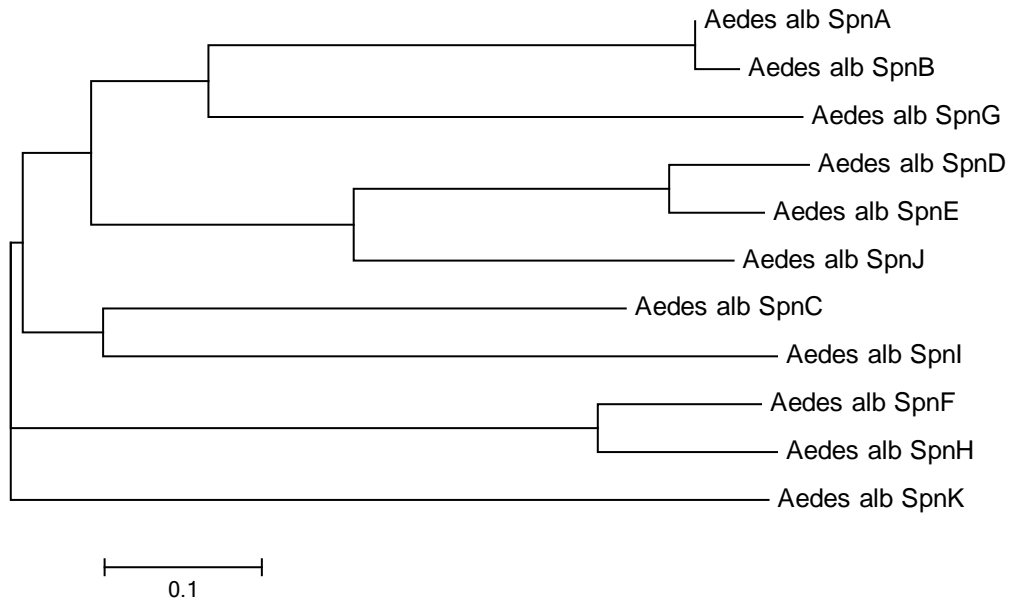 Aedes alb SpnA
Aedes alb SpnB
Aedes alb SpnG
Aedes alb SpnD
Aedes alb SpnE
Aedes alb SpnJ
Aedes alb SpnC
Aedes alb SpnI
Aedes alb SpnF
Aedes alb SpnH
Aedes alb SpnK
0.1